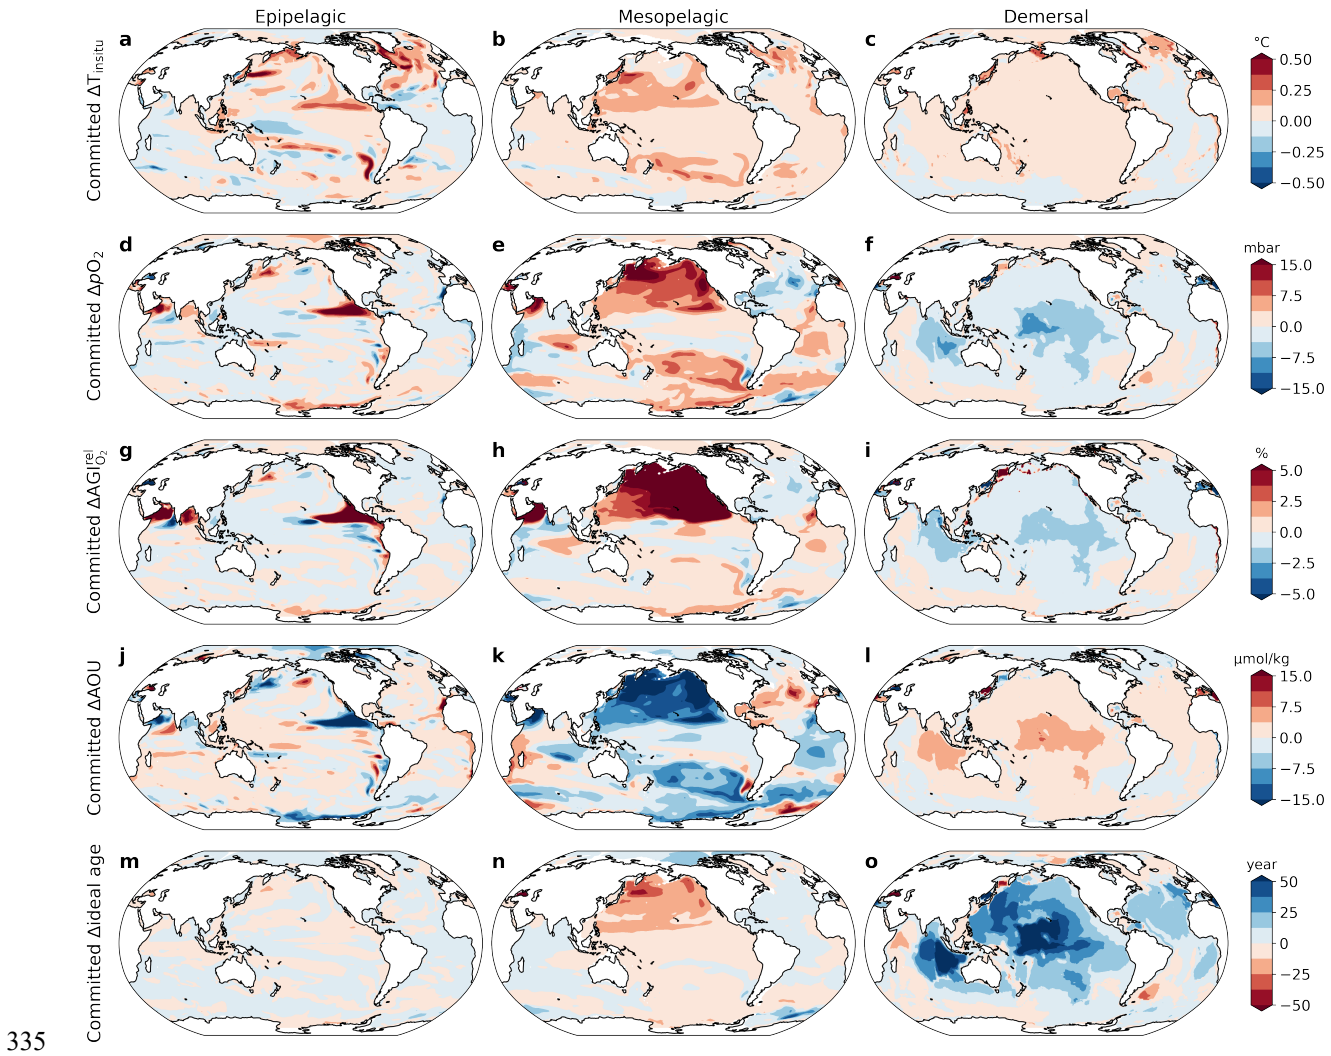 Epipelagic Mesopelagic Demersal
a b c
Committed ΔT_insitu
°C
0.50
0.25
0.00
−0.25
−0.50
d e f
Committed ΔpO₂
mbar
15.0
7.5
0.0
−7.5
−15.0
g h i
Committed ΔAGI^rel_O₂
%
5.0
2.5
0.0
−2.5
−5.0
j k l
Committed ΔAOU
µmol/kg
15.0
7.5
0.0
−7.5
−15.0
m n o
Committed Δideal age
year
50
25
0
−25
−50
335